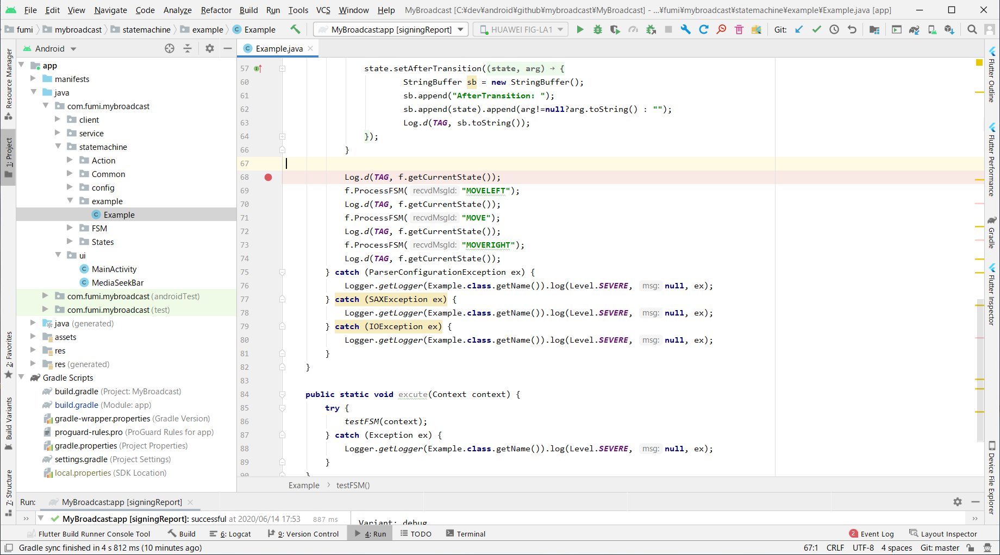 File Edit View Navigate Code Analyze Refactor Build Run Tools VCS Window Help MyBroadcast [C:¥dev¥android¥github¥mybroadcast¥MyBroadcast] - ...¥fumi¥mybroadcast¥statemachine¥example¥Example.java [app]
fumi mybroadcast statemachine example Example MyBroadcast:app [signingReport] HUAWEI FIG-LA1 Git:
Android
Example.java
app
manifests
java
com.fumi.mybroadcast
client
service
statemachine
Action
Common
config
example
Example
FSM
States
ui
MainActivity
MediaSeekBar
com.fumi.mybroadcast (androidTest)
com.fumi.mybroadcast (test)
java (generated)
assets
res
res (generated)
Gradle Scripts
build.gradle (Project: MyBroadcast)
build.gradle (Module: app)
gradle-wrapper.properties (Gradle Version)
proguard-rules.pro (ProGuard Rules for app)
gradle.properties (Project Properties)
settings.gradle (Project Settings)
local.properties (SDK Location)
57 state.setAfterTransition((state, arg) → {
60 StringBuffer sb = new StringBuffer();
61 sb.append("AfterTransition: ");
62 sb.append(state).append(arg!=null?arg.toString() : "");
63 Log.d(TAG, sb.toString());
64 });
66 }
67
68 Log.d(TAG, f.getCurrentState());
69 f.ProcessFSM( recvdMsgId: "MOVELEFT");
70 Log.d(TAG, f.getCurrentState());
71 f.ProcessFSM( recvdMsgId: "MOVE");
72 Log.d(TAG, f.getCurrentState());
73 f.ProcessFSM( recvdMsgId: "MOVERIGHT");
74 Log.d(TAG, f.getCurrentState());
75 } catch (ParserConfigurationException ex) {
76 Logger.getLogger(Example.class.getName()).log(Level.SEVERE, msg: null, ex);
77 } catch (SAXException ex) {
78 Logger.getLogger(Example.class.getName()).log(Level.SEVERE, msg: null, ex);
79 } catch (IOException ex) {
80 Logger.getLogger(Example.class.getName()).log(Level.SEVERE, msg: null, ex);
81 }
82 }
83
84 public static void excute(Context context) {
85 try {
86 testFSM(context);
87 } catch (Exception ex) {
88 Logger.getLogger(Example.class.getName()).log(Level.SEVERE, msg: null, ex);
89 }
90 }
Example > testFSM()
Resource Manager
1: Project
2: Favorites
Build Variants
7: Structure
Flutter Outline
Flutter Performance
Gradle
Flutter Inspector
Device File Explorer
Run: MyBroadcast:app [signingReport]
MyBroadcast:app [signingReport]: successful at 2020/06/14 17:53 887 ms
Variant: debug
Flutter Build Runner Console Tool Build 6: Logcat 9: Version Control 4: Run TODO Terminal 2 Event Log Layout Inspector
Gradle sync finished in 4 s 812 ms (10 minutes ago) 67:1 CRLF UTF-8 4 spaces Git: master